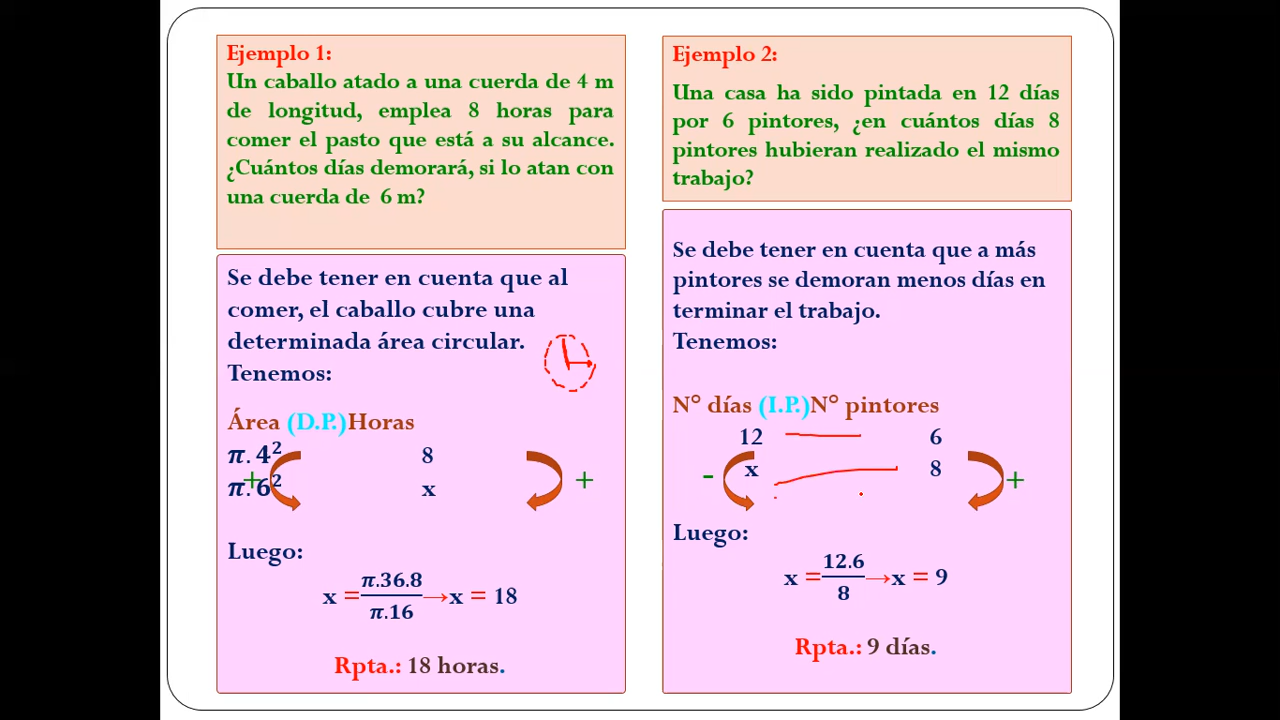 Ejemplo 1:
Un caballo atado a una cuerda de 4 m
de longitud, emplea 8 horas para
comer el pasto que está a su alcance.
¿Cuántos días demorará, si lo atan con
una cuerda de 6 m?
Se debe tener en cuenta que al
comer, el caballo cubre una
determinada área circular.
Tenemos:
Área (D.P.)Horas
π.4² 8
π.6² x
+ +
Luego:
x = π.36.8/π.16 → x = 18
Rpta.: 18 horas.
Ejemplo 2:
Una casa ha sido pintada en 12 días
por 6 pintores, ¿en cuántos días 8
pintores hubieran realizado el mismo
trabajo?
Se debe tener en cuenta que a más
pintores se demoran menos días en
terminar el trabajo.
Tenemos:
N° días (I.P.)N° pintores
12 6
x 8
- +
Luego:
x = 12.6/8 → x = 9
Rpta.: 9 días.